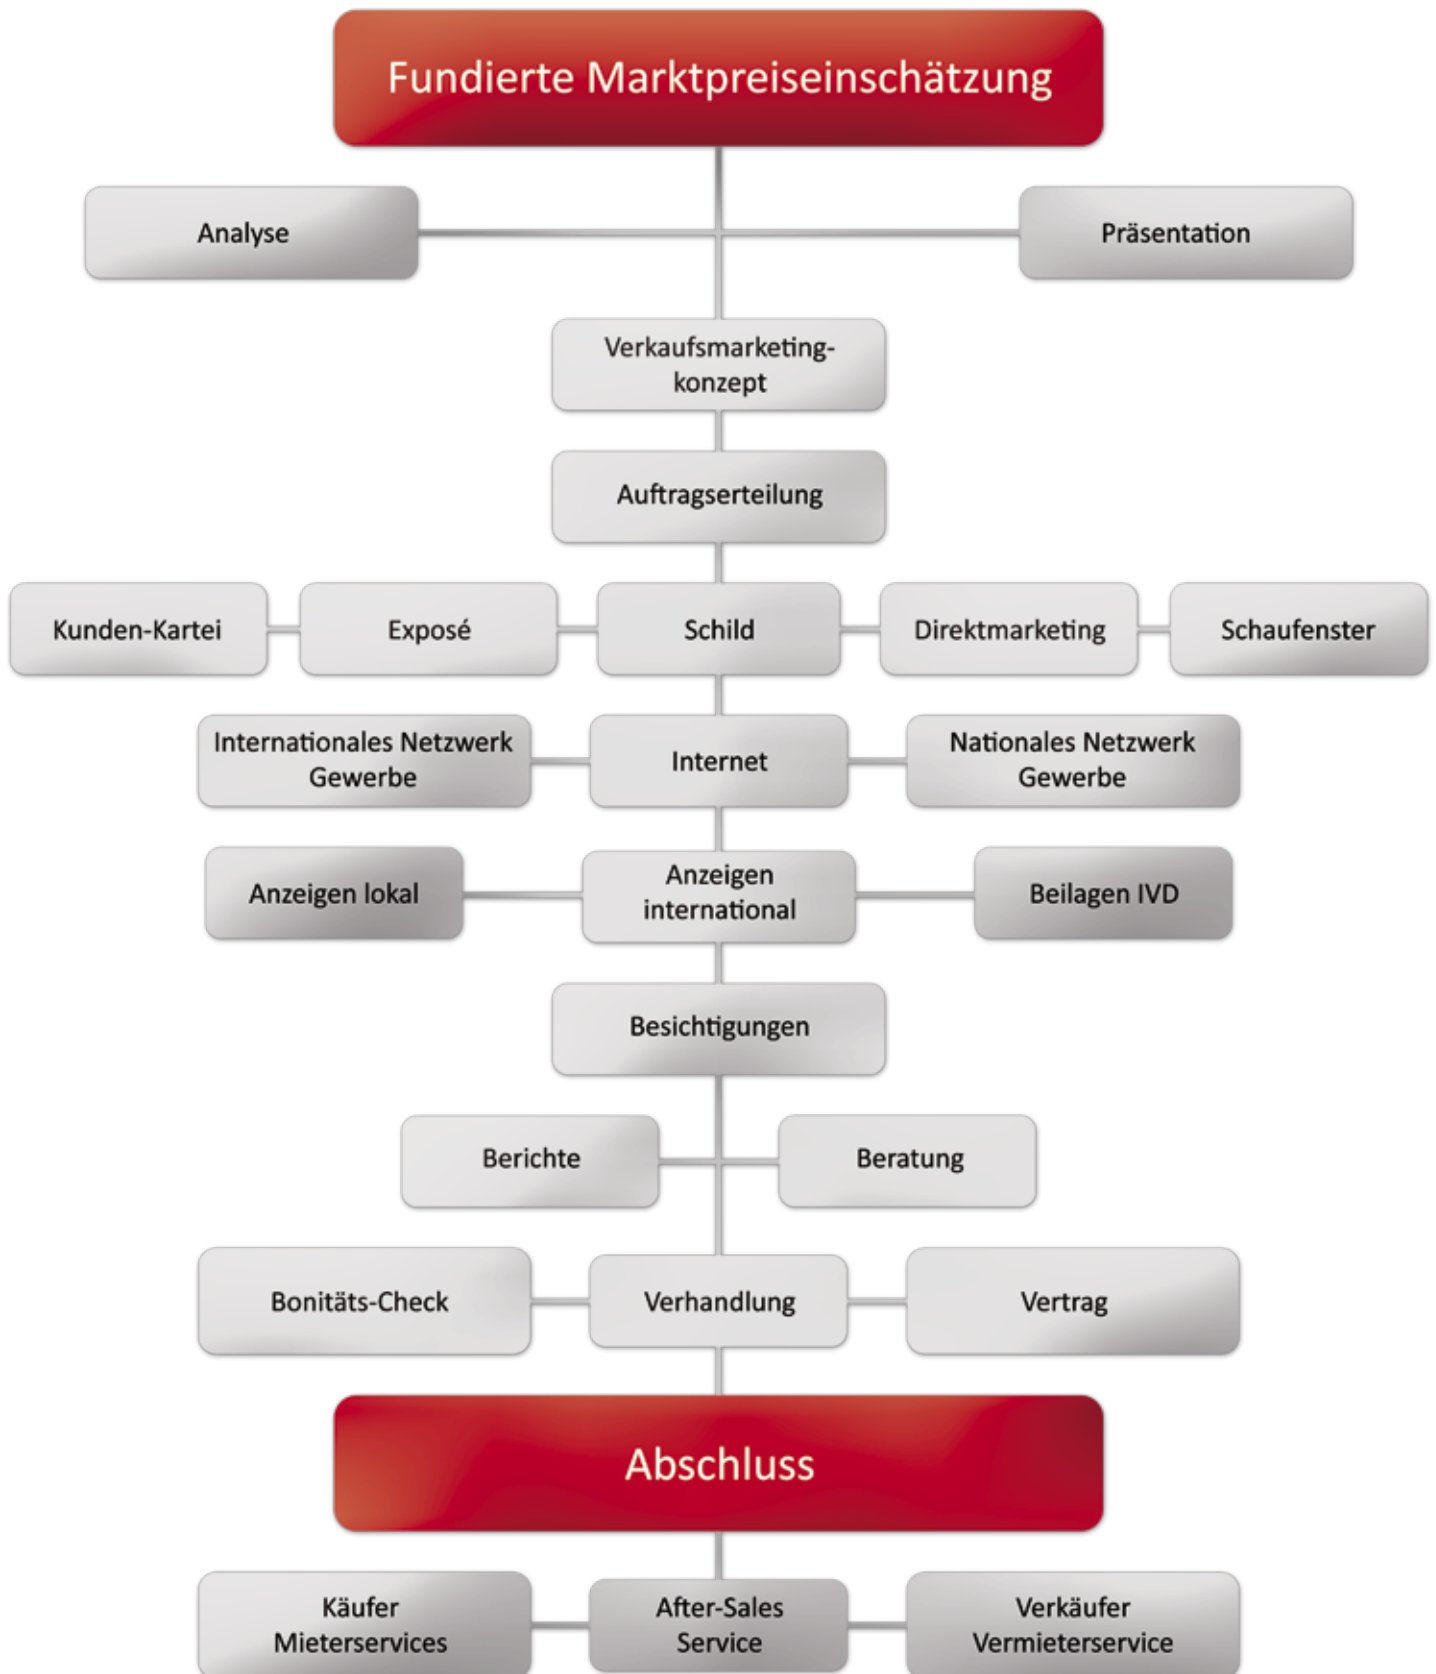 Fundierte Marktpreiseinschätzung
Analyse
Präsentation
Verkaufsmarketing-
konzept
Auftragserteilung
Kunden-Kartei
Exposé
Schild
Direktmarketing
Schaufenster
Internationales Netzwerk
Gewerbe
Internet
Nationales Netzwerk
Gewerbe
Anzeigen lokal
Anzeigen
international
Beilagen IVD
Besichtigungen
Berichte
Beratung
Bonitäts-Check
Verhandlung
Vertrag
Abschluss
Käufer
Mieterservices
After-Sales
Service
Verkäufer
Vermieterservice